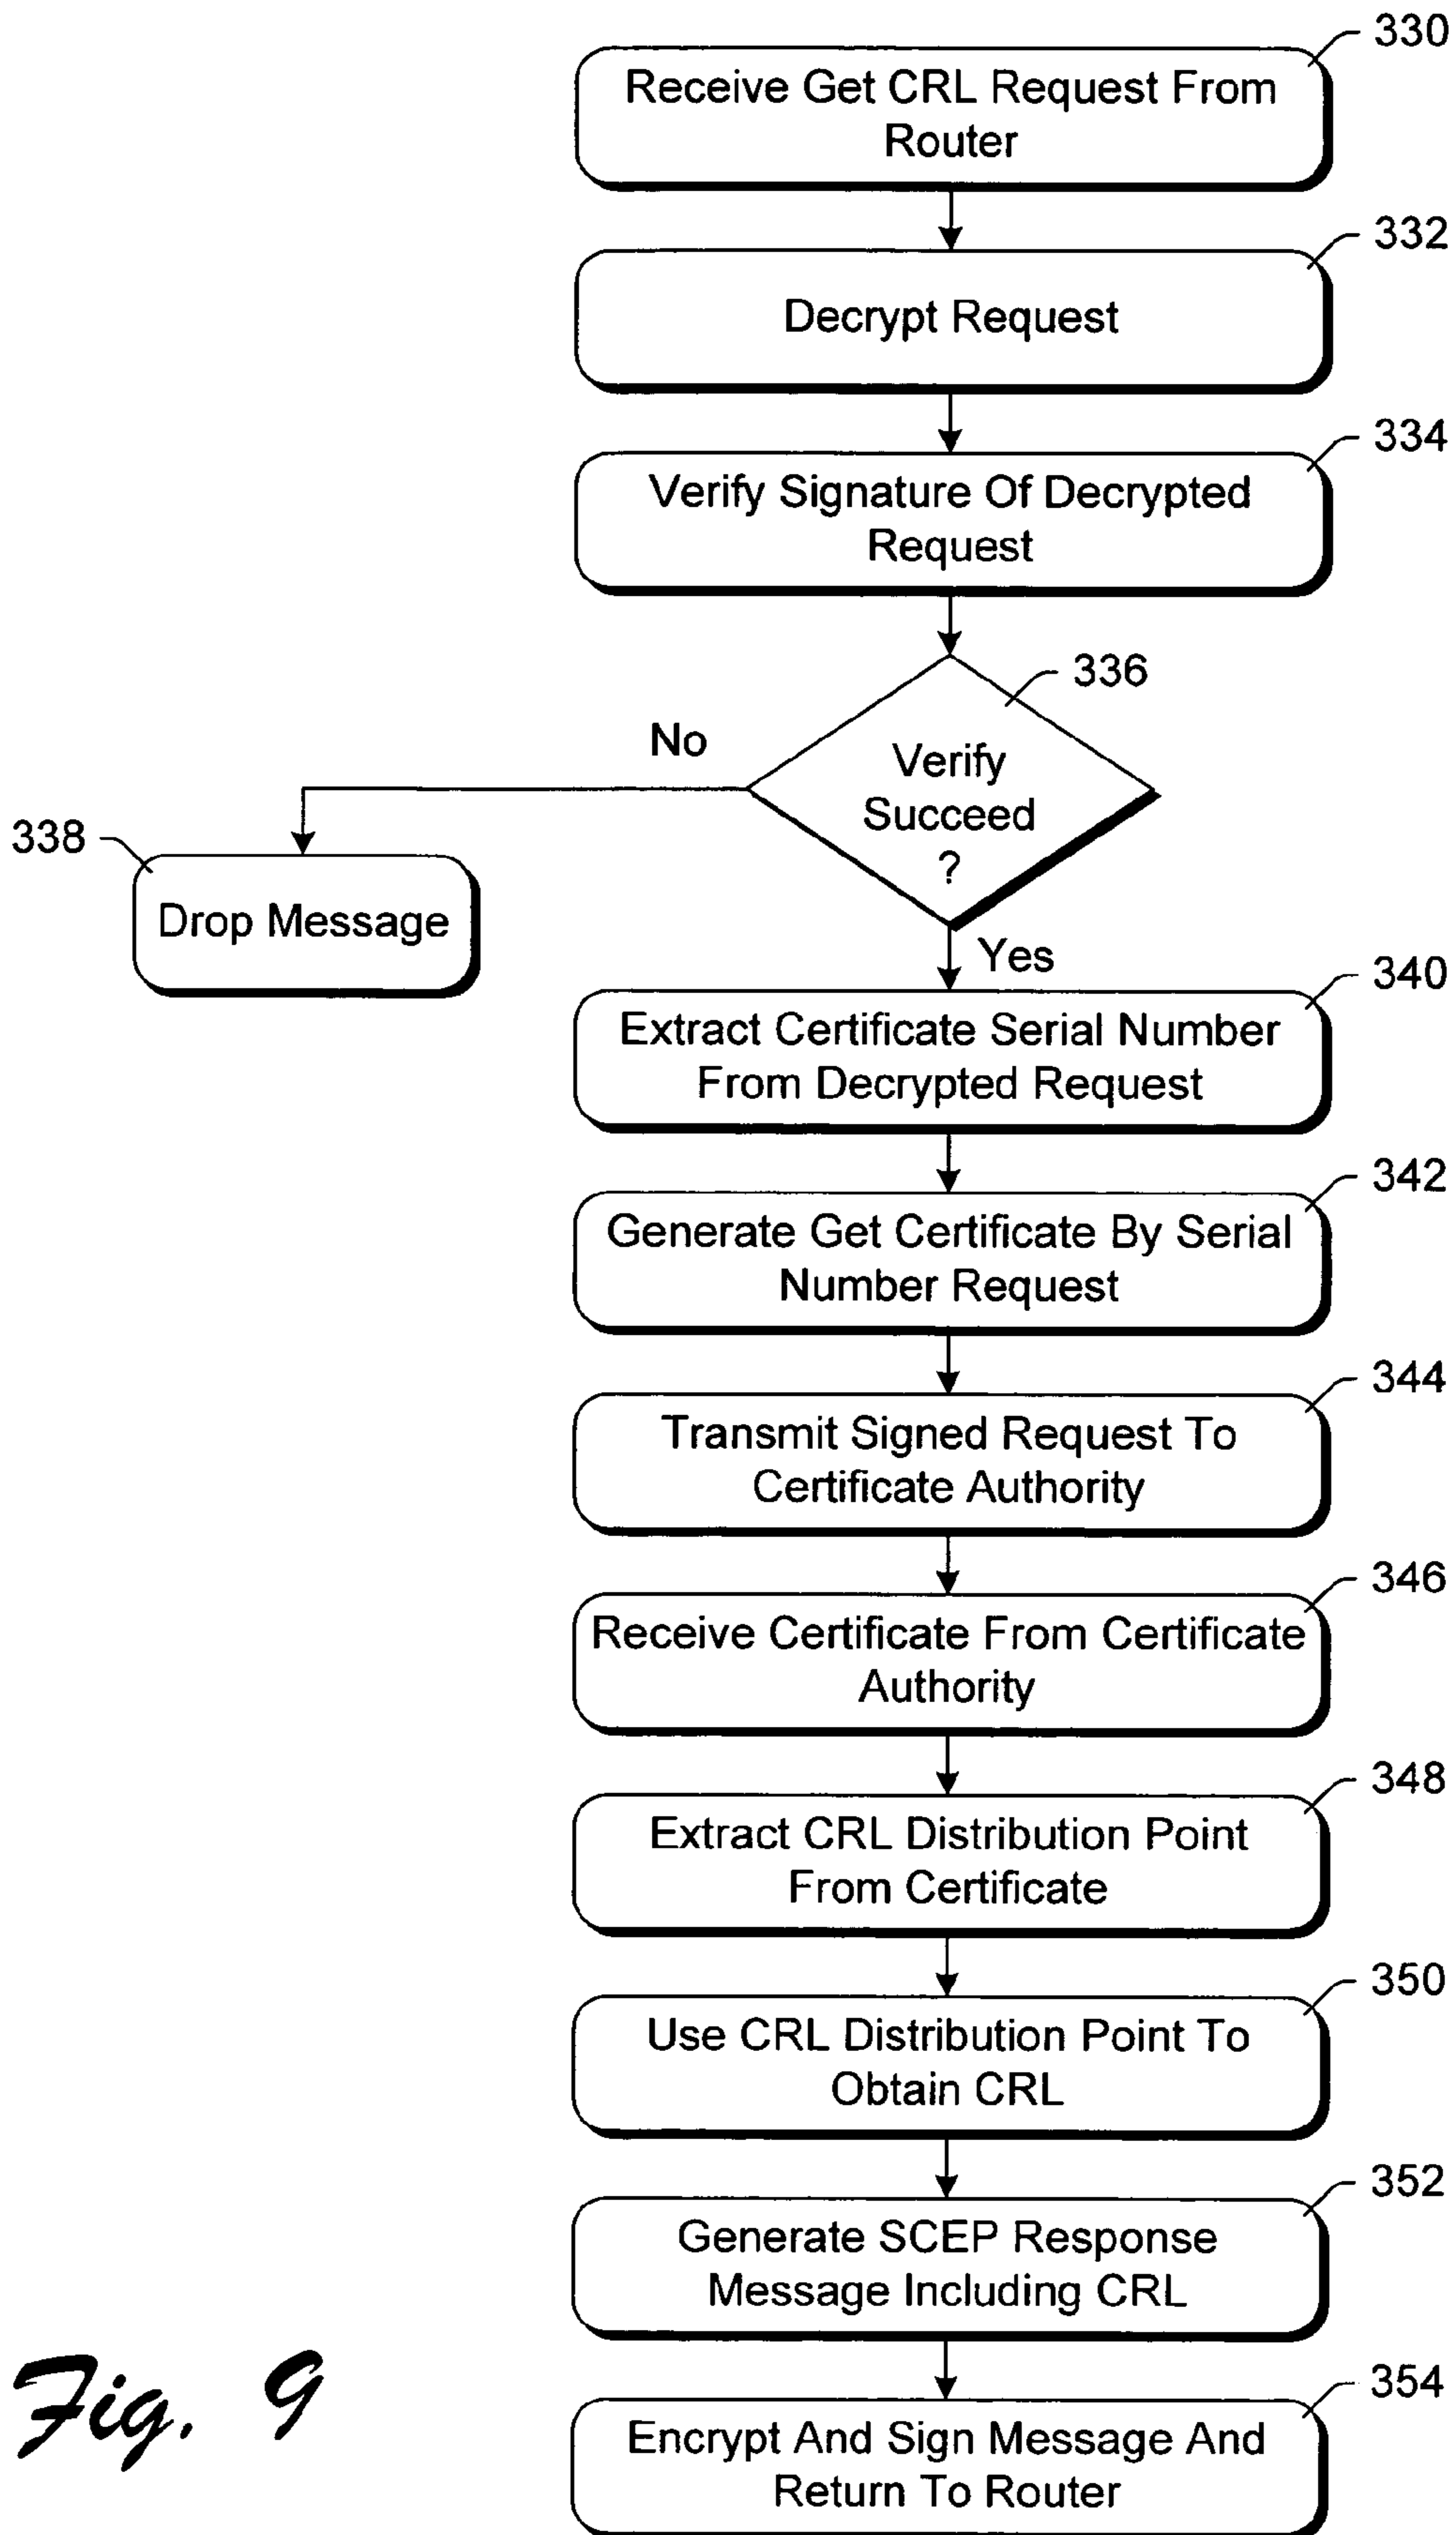 330
Receive Get CRL Request From
Router
332
Decrypt Request
334
Verify Signature Of Decrypted
Request
336
Verify
Succeed
?
No
338
Drop Message
Yes
340
Extract Certificate Serial Number
From Decrypted Request
342
Generate Get Certificate By Serial
Number Request
344
Transmit Signed Request To
Certificate Authority
346
Receive Certificate From Certificate
Authority
348
Extract CRL Distribution Point
From Certificate
350
Use CRL Distribution Point To
Obtain CRL
352
Generate SCEP Response
Message Including CRL
354
Encrypt And Sign Message And
Return To Router
Fig. 9